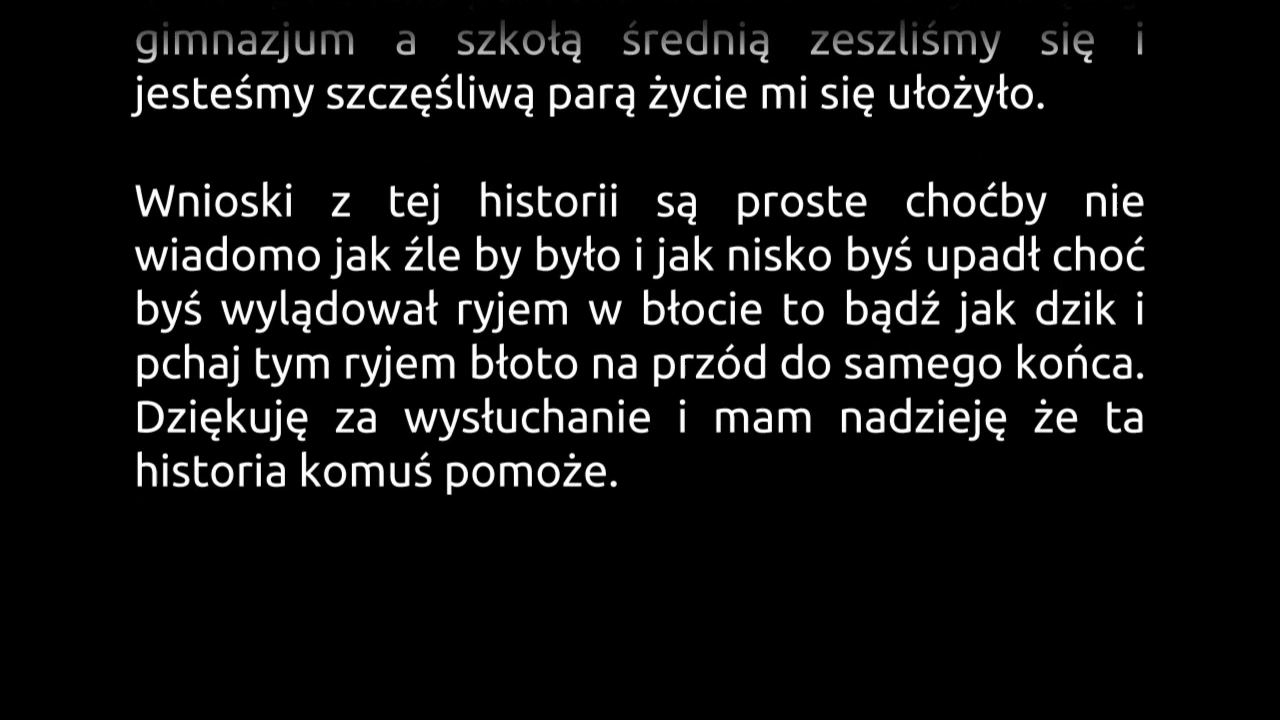 gimnazjum a szkołą średnią zeszliśmy się i
jesteśmy szczęśliwą parą życie mi się ułożyło.
Wnioski z tej historii są proste choćby nie
wiadomo jak źle by było i jak nisko byś upadł choć
byś wylądował ryjem w błocie to bądź jak dzik i
pchaj tym ryjem błoto na przód do samego końca.
Dziękuję za wysłuchanie i mam nadzieję że ta
historia komuś pomoże.